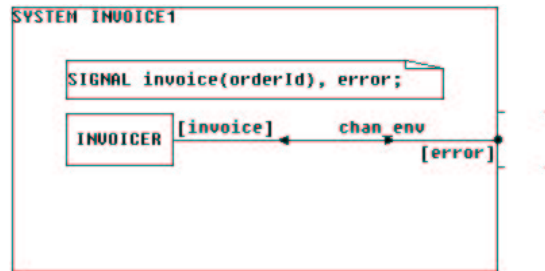 SYSTEM INVOICE1
SIGNAL invoice(orderId), error;
[invoice] chan_env
INVOICER
[error]